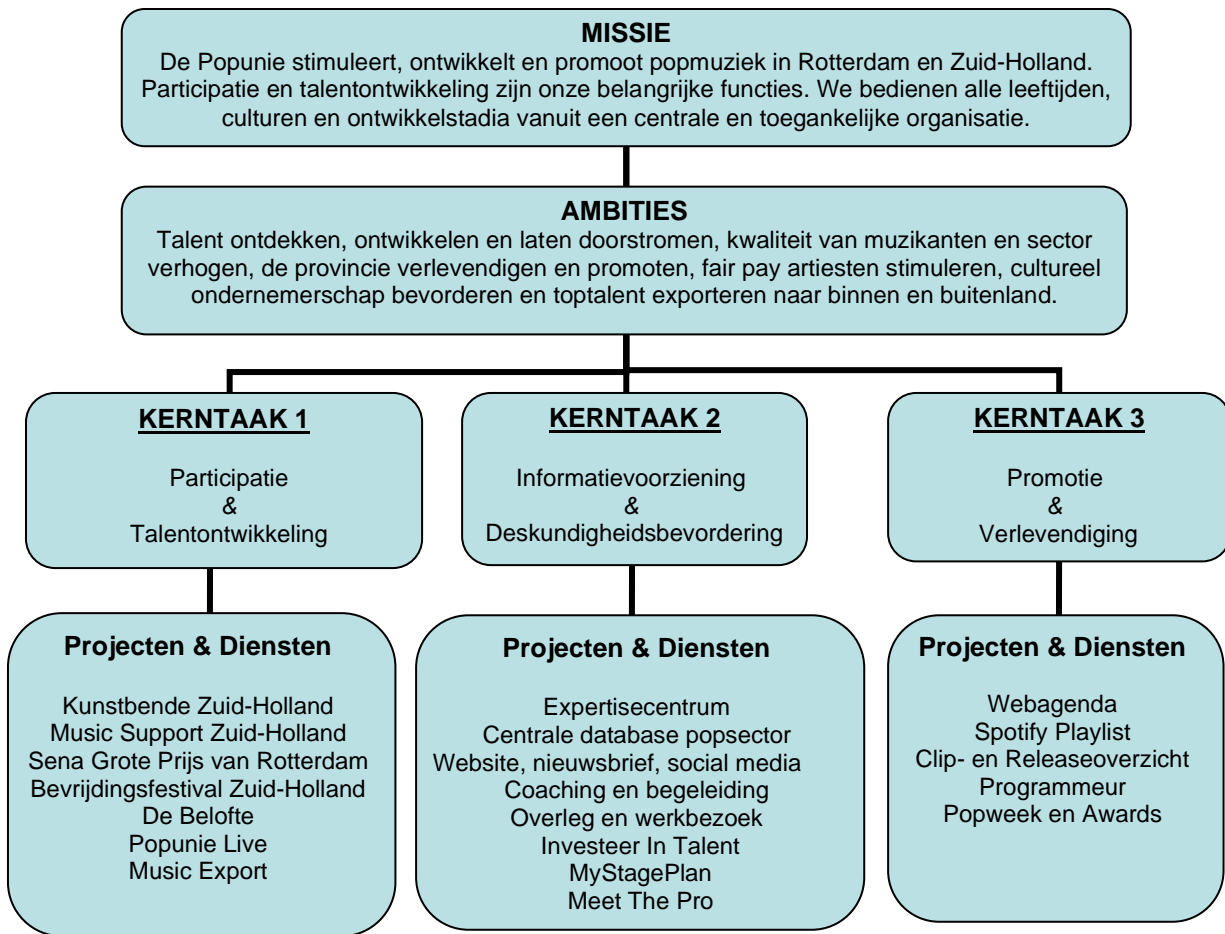 MISSIE
De Popunie stimuleert, ontwikkelt en promoot popmuziek in Rotterdam en Zuid-Holland.
Participatie en talentontwikkeling zijn onze belangrijke functies. We bedienen alle leeftijden,
culturen en ontwikkelstadia vanuit een centrale en toegankelijke organisatie.
AMBITIES
Talent ontdekken, ontwikkelen en laten doorstromen, kwaliteit van muzikanten en sector
verhogen, de provincie verlevendigen en promoten, fair pay artiesten stimuleren, cultureel
ondernemerschap bevorderen en toptalent exporteren naar binnen en buitenland.
KERNTAAK 1
Participatie
&
Talentontwikkeling
KERNTAAK 2
Informatievoorziening
&
Deskundigheidsbevordering
KERNTAAK 3
Promotie
&
Verlevendiging
Projecten & Diensten
Kunstbende Zuid-Holland
Music Support Zuid-Holland
Sena Grote Prijs van Rotterdam
Bevrijdingsfestival Zuid-Holland
De Belofte
Popunie Live
Music Export
Projecten & Diensten
Expertisecentrum
Centrale database popsector
Website, nieuwsbrief, social media
Coaching en begeleiding
Overleg en werkbezoek
Investeer In Talent
MyStagePlan
Meet The Pro
Projecten & Diensten
Webagenda
Spotify Playlist
Clip- en Releaseoverzicht
Programmeur
Popweek en Awards